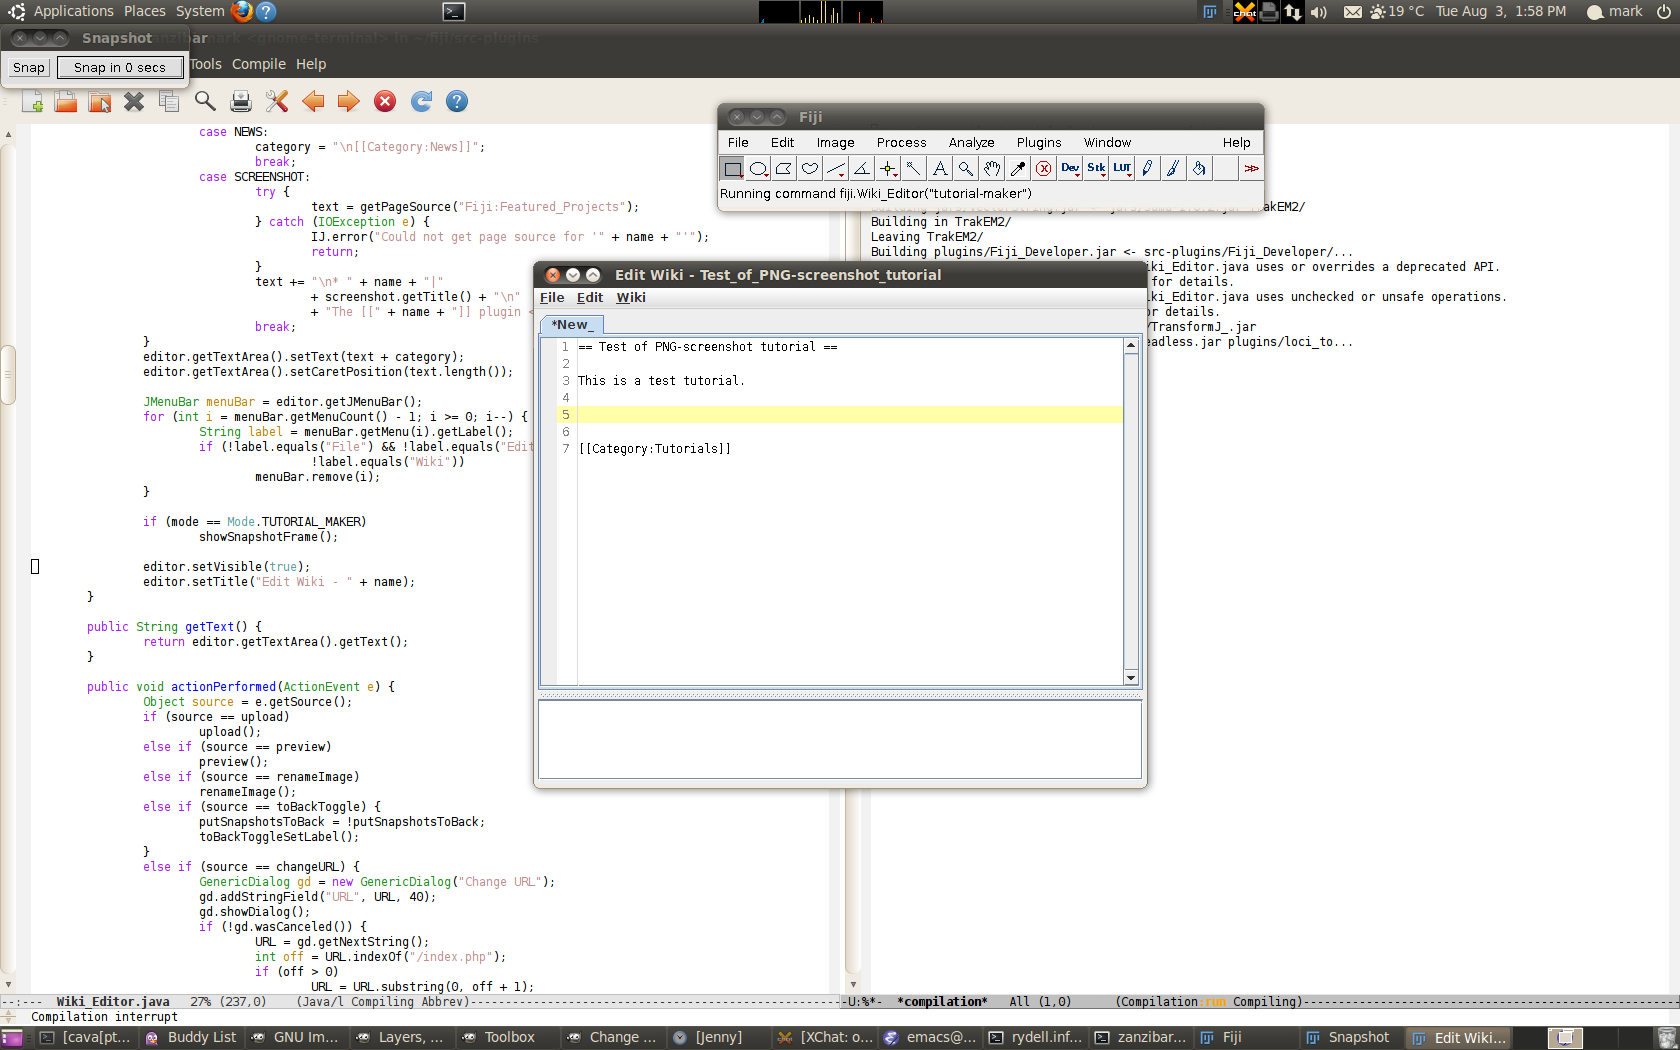 Applications Places System
19 °C Tue Aug 3, 1:58 PM mark
Snapshot
Snap Snap in 0 secs
Tools Compile Help
case NEWS:
category = "\n[[Category:News]]";
break;
case SCREENSHOT:
try {
text = getPageSource("Fiji:Featured_Projects");
} catch (IOException e) {
IJ.error("Could not get page source for '" + name + "'");
return;
}
text += "\n* " + name + "|"
+ screenshot.getTitle() + "\n"
+ "The [[" + name + "]] plugin <
break;
}
editor.getTextArea().setText(text + category);
editor.getTextArea().setCaretPosition(text.length());
JMenuBar menuBar = editor.getJMenuBar();
for (int i = menuBar.getMenuCount() - 1; i >= 0; i--) {
String label = menuBar.getMenu(i).getLabel();
if (!label.equals("File") && !label.equals("Edit
!label.equals("Wiki"))
menuBar.remove(i);
}
if (mode == Mode.TUTORIAL_MAKER)
showSnapshotFrame();
editor.setVisible(true);
editor.setTitle("Edit Wiki - " + name);
}
public String getText() {
return editor.getTextArea().getText();
}
public void actionPerformed(ActionEvent e) {
Object source = e.getSource();
if (source == upload)
upload();
else if (source == preview)
preview();
else if (source == renameImage)
renameImage();
else if (source == toBackToggle) {
putSnapshotsToBack = !putSnapshotsToBack;
toBackToggleSetLabel();
}
else if (source == changeURL) {
GenericDialog gd = new GenericDialog("Change URL");
gd.addStringField("URL", URL, 40);
gd.showDialog();
if (!gd.wasCanceled()) {
URL = gd.getNextString();
int off = URL.indexOf("/index.php");
if (off > 0)
URL = URL.substring(0, off + 1);
--:--- Wiki_Editor.java 27% (237,0) (Java/l Compiling Abbrev)
Compilation interrupt
Fiji
File Edit Image Process Analyze Plugins Window Help
Dev Stk LUT
Running command fiji.Wiki_Editor("tutorial-maker")
TrakEM2/
Building in TrakEM2/
Leaving TrakEM2/
Building plugins/Fiji_Developer.jar <- src-plugins/Fiji_Developer/...
iki_Editor.java uses or overrides a deprecated API.
for details.
iki_Editor.java uses unchecked or unsafe operations.
or details.
/TransformJ_.jar
eadless.jar plugins/loci_to...
Edit Wiki - Test_of_PNG-screenshot_tutorial
File Edit Wiki
*New_
1 == Test of PNG-screenshot tutorial ==
2
3 This is a test tutorial.
4
5
6
7 [[Category:Tutorials]]
-U:%*- *compilation* All (1,0) (Compilation:run Compiling)
[cava[pt... Buddy List GNU Im... Layers, ... Toolbox Change ... [Jenny] [XChat: o... emacs@... rydell.inf... zanzibar... Fiji Snapshot Edit Wiki...